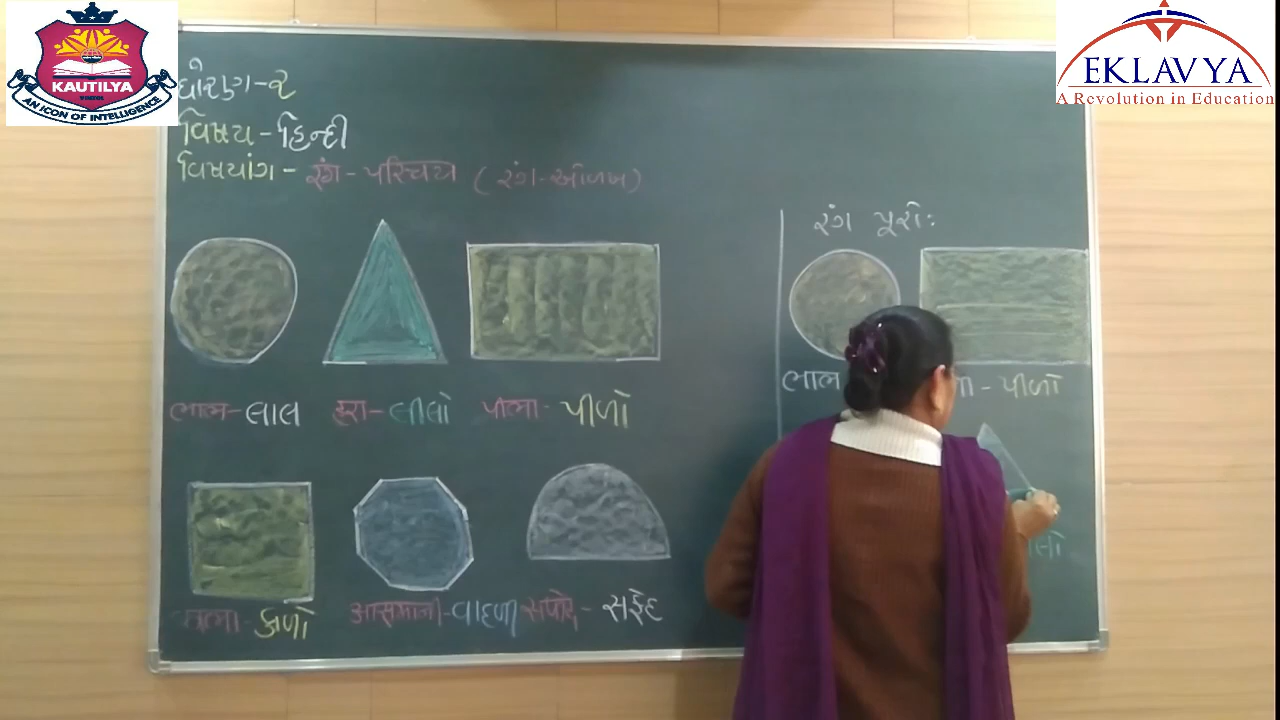 KAUTILYA
AN ICON OF INTELLIGENCE
EKLAVYA
A Revolution in Education
ધોરણ-૨
વિષય - હિન્દી
વિષયાંગ - रंग - परिचय (રંગ-ઓળખ)
રંગ પૂરો:
लाल - લાલ हरा - લીલો पीला - પીળો
लाल - પીળો
કાળો आसमानी - વાદળી सफेद - સફેદ